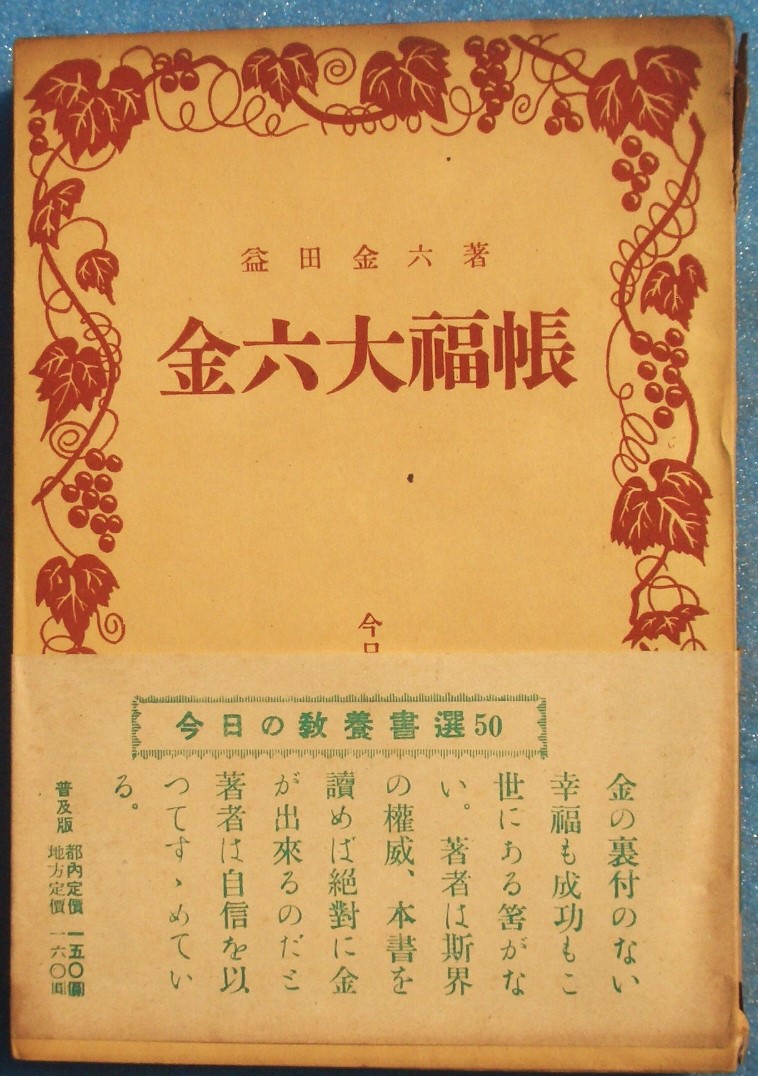 益田金六著
金六大福帳
今日
今日の教養書選50
金の裏付のない
幸福も成功もこ
世にある筈がな
い。著者は斯界
の權威、本書を
讀めば絶對に金
が出來るのだと
著者は自信を以
つてすゝめてい
る。
普及版
都內定價 一五〇圓
地方定價 一六〇圓